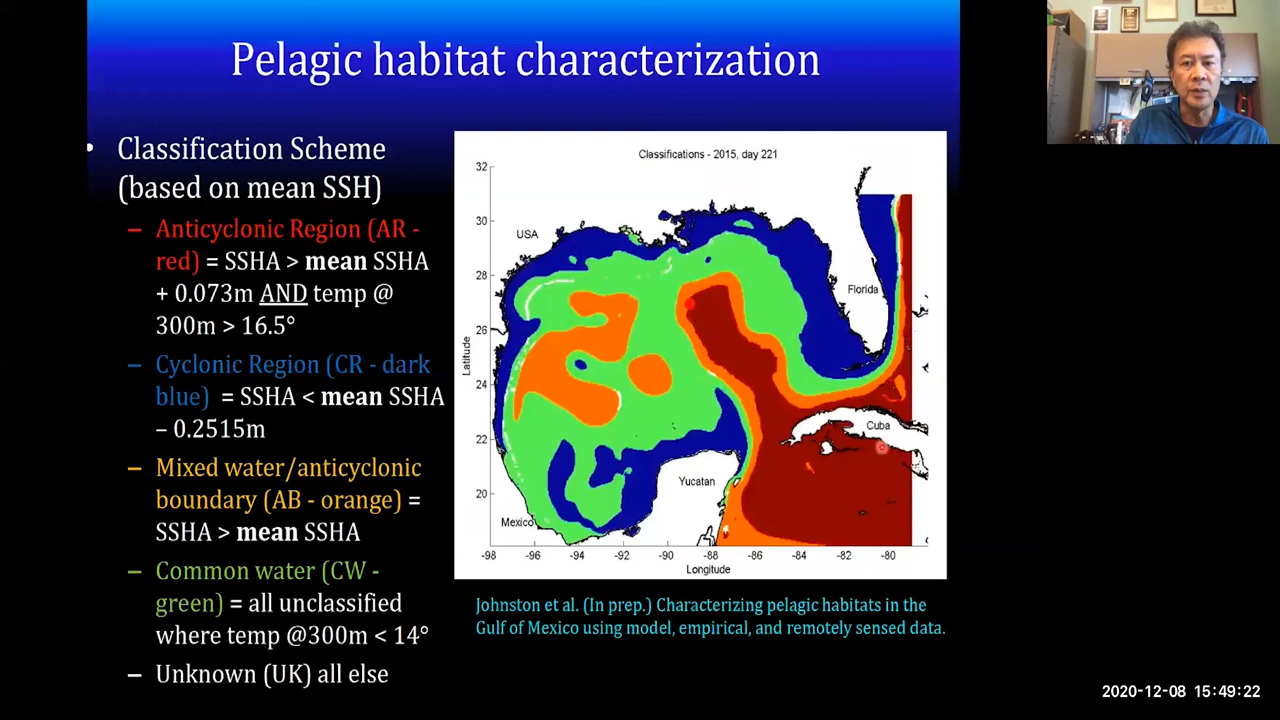 Pelagic habitat characterization
• Classification Scheme
(based on mean SSH)
– Anticyclonic Region (AR -
red) = SSHA > mean SSHA
+ 0.073m AND temp @
300m > 16.5°
– Cyclonic Region (CR - dark
blue) = SSHA < mean SSHA
– 0.2515m
– Mixed water/anticyclonic
boundary (AB - orange) =
SSHA > mean SSHA
– Common water (CW -
green) = all unclassified
where temp @300m < 14°
– Unknown (UK) all else
Classifications - 2015, day 221
32
30
28
26
24
22
20
Latitude
USA
Florida
Cuba
Yucatan
Mexico
-98 -96 -94 -92 -90 -88 -86 -84 -82 -80
Longitude
Johnston et al. (In prep.) Characterizing pelagic habitats in the
Gulf of Mexico using model, empirical, and remotely sensed data.
2020-12-08 15:49:22